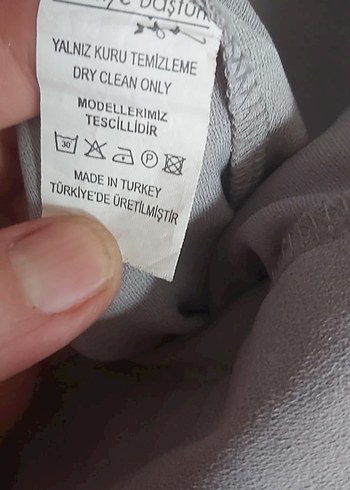 baştun
YALNIZ KURU TEMİZLEME
DRY CLEAN ONLY
MODELLERİMİZ
TESCİLLİDİR
30°
P
MADE IN TURKEY
TÜRKİYE'DE ÜRETİLMİŞTİR